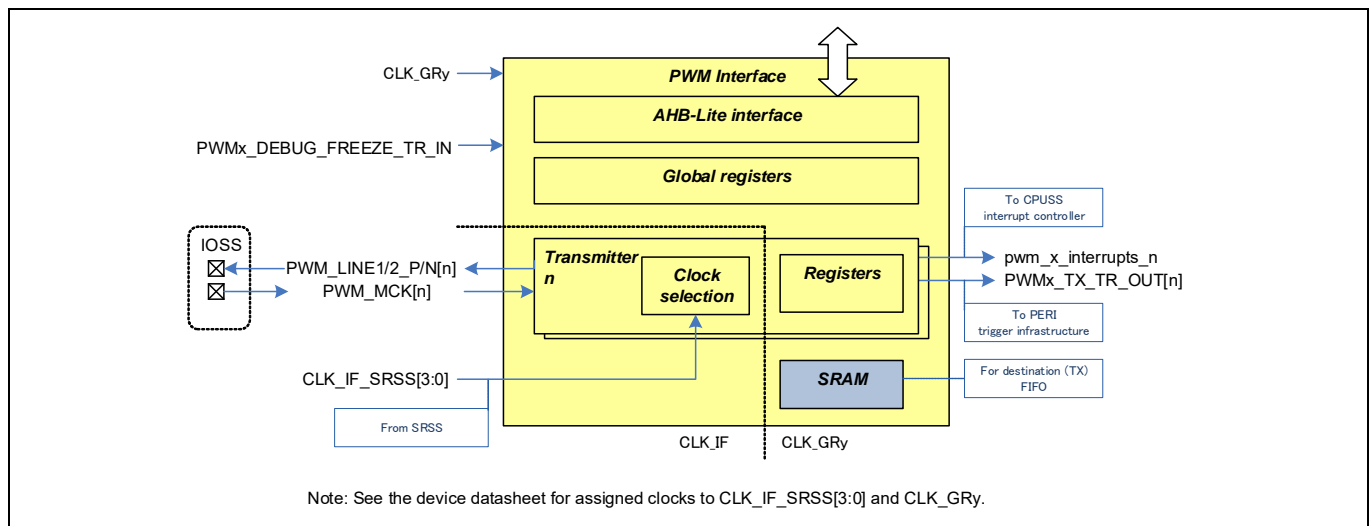 CLK_GRy
PWM Interface
AHB-Lite interface
PWMx_DEBUG_FREEZE_TR_IN
Global registers
To CPUSS
interrupt controller
IOSS
PWM_LINE1/2_P/N[n]
PWM_MCK[n]
Transmitter
n
Clock
selection
Registers
pwm_x_interrupts_n
PWMx_TX_TR_OUT[n]
To PERI
trigger infrastructure
CLK_IF_SRSS[3:0]
SRAM
For destination (TX)
FIFO
From SRSS
CLK_IF
CLK_GRy
Note: See the device datasheet for assigned clocks to CLK_IF_SRSS[3:0] and CLK_GRy.